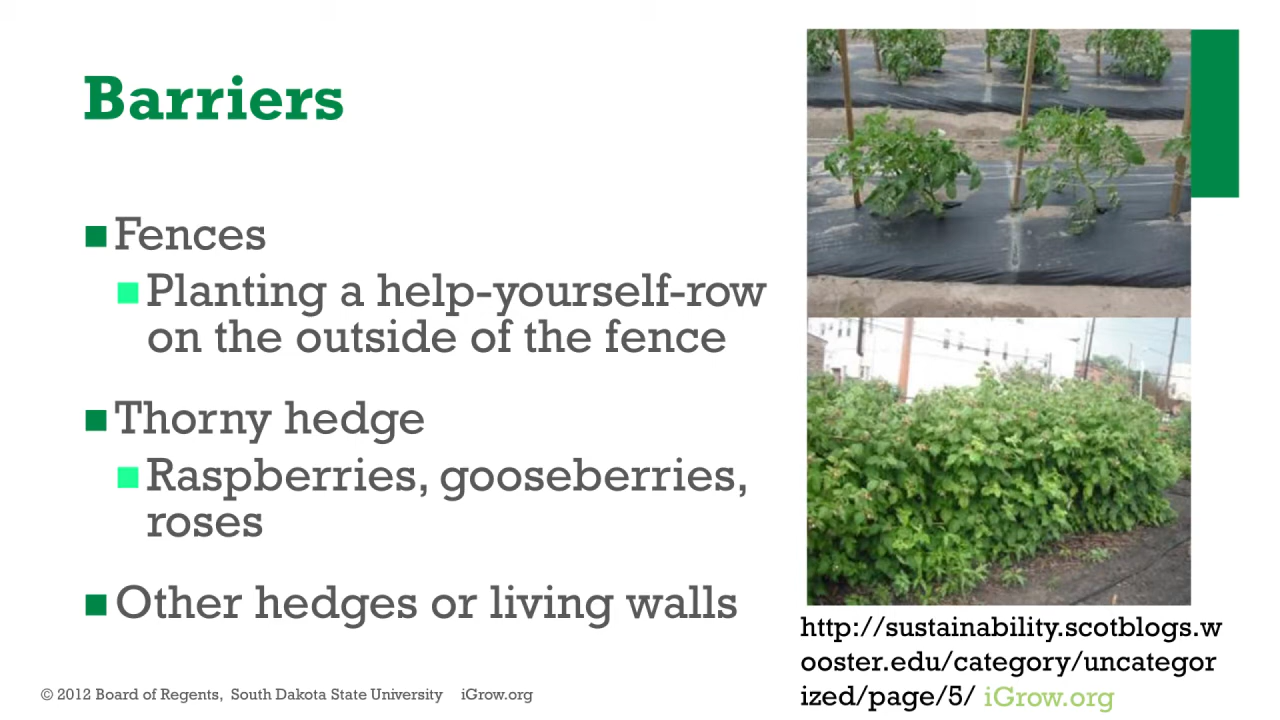 Barriers
Fences
Planting a help-yourself-row
on the outside of the fence
Thorny hedge
Raspberries, gooseberries,
roses
Other hedges or living walls
http://sustainability.scotblogs.w
ooster.edu/category/uncategor
ized/page/5/ iGrow.org
© 2012 Board of Regents, South Dakota State University iGrow.org